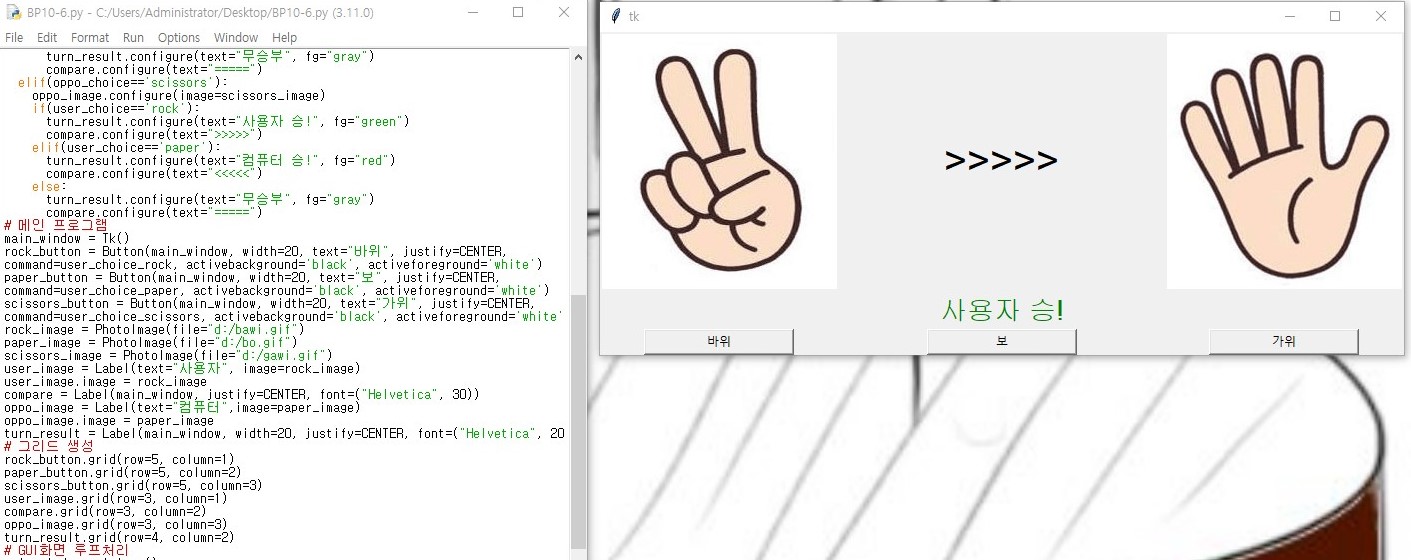 BP10-6.py - C:/Users/Administrator/Desktop/BP10-6.py (3.11.0)
File Edit Format Run Options Window Help
turn_result.configure(text="무승부", fg="gray")
compare.configure(text="=====")
elif(oppo_choice=='scissors'):
oppo_image.configure(image=scissors_image)
if(user_choice=='rock'):
turn_result.configure(text="사용자 승!", fg="green")
compare.configure(text=">>>>>")
elif(user_choice=='paper'):
turn_result.configure(text="컴퓨터 승!", fg="red")
compare.configure(text="<<<<<")
else:
turn_result.configure(text="무승부", fg="gray")
compare.configure(text="=====")
# 메인 프로그램
main_window = Tk()
rock_button = Button(main_window, width=20, text="바위", justify=CENTER,
command=user_choice_rock, activebackground='black', activeforeground='white')
paper_button = Button(main_window, width=20, text="보", justify=CENTER,
command=user_choice_paper, activebackground='black', activeforeground='white')
scissors_button = Button(main_window, width=20, text="가위", justify=CENTER,
command=user_choice_scissors, activebackground='black', activeforeground='white'
rock_image = PhotoImage(file="d:/bawi.gif")
paper_image = PhotoImage(file="d:/bo.gif")
scissors_image = PhotoImage(file="d:/gawi.gif")
user_image = Label(text="사용자", image=rock_image)
user_image.image = rock_image
compare = Label(main_window, justify=CENTER, font=("Helvetica", 30))
oppo_image = Label(text="컴퓨터",image=paper_image)
oppo_image.image = paper_image
turn_result = Label(main_window, width=20, justify=CENTER, font=("Helvetica", 20
# 그리드 생성
rock_button.grid(row=5, column=1)
paper_button.grid(row=5, column=2)
scissors_button.grid(row=5, column=3)
user_image.grid(row=3, column=1)
compare.grid(row=3, column=2)
oppo_image.grid(row=3, column=3)
turn_result.grid(row=4, column=2)
# GUI화면 루프처리
tk
>>>>>
사용자 승!
바위 보 가위